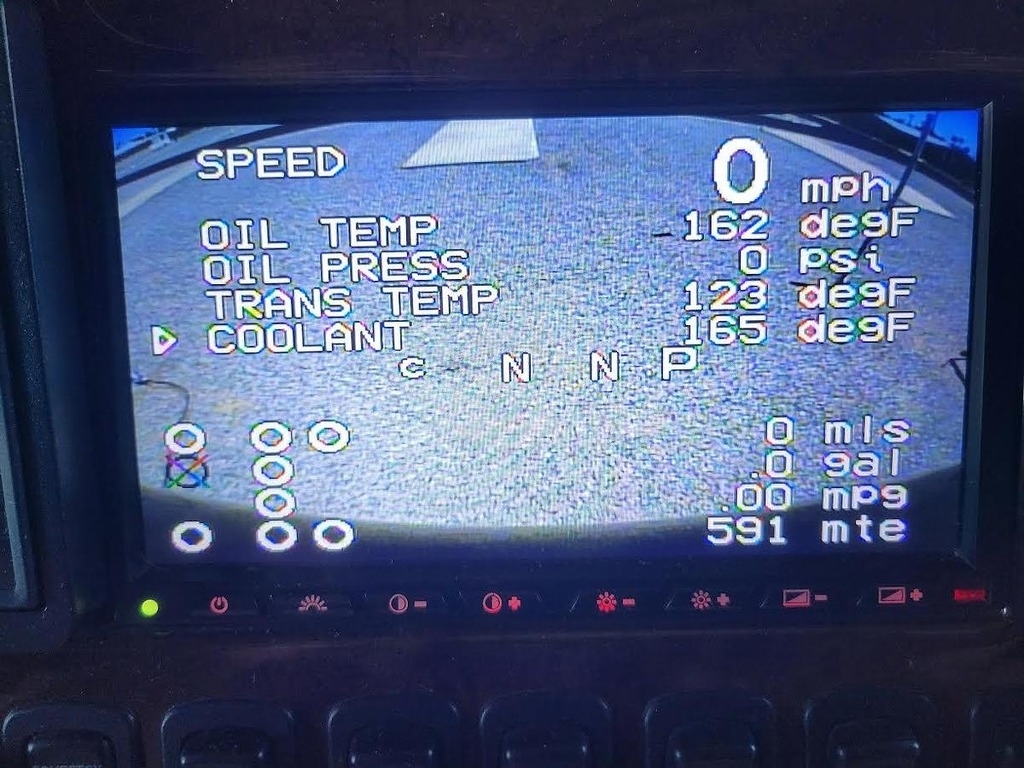 SPEED 0 mph
OIL TEMP 162 degF
OIL PRESS 0 psi
TRANS TEMP 123 degF
COOLANT 165 degF
c N N P
0 mls
.0 gal
.00 mpg
591 mte